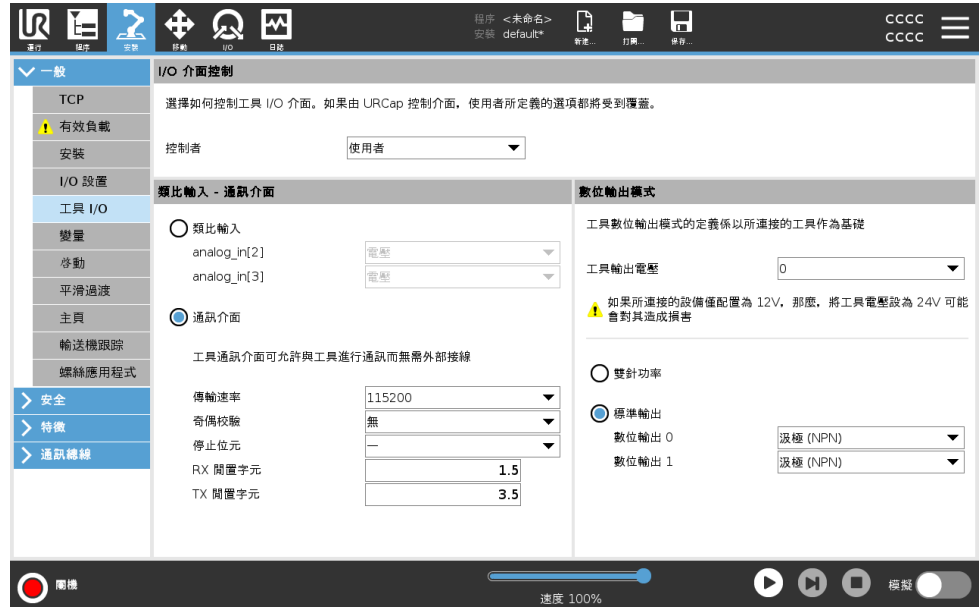 UR
運行
程序
安裝
移動
I/O
日誌
程序 <未命名>
安裝 default*
新建...
打開...
保存...
cccc
cccc
一般
TCP
有效負載
安裝
I/O 設置
工具 I/O
變量
啓動
平滑過渡
主頁
輸送機跟踪
螺絲應用程式
安全
特徵
通訊總線
I/O 介面控制
選擇如何控制工具 I/O 介面。如果由 URCap 控制介面，使用者所定義的選項都將受到覆蓋。
控制者
使用者
類比輸入 - 通訊介面
類比輸入
analog_in[2] 電壓
analog_in[3] 電壓
通訊介面
工具通訊介面可允許與工具進行通訊而無需外部接線
傳輸速率 115200
奇偶校驗 無
停止位元 一
RX 閒置字元 1.5
TX 閒置字元 3.5
數位輸出模式
工具數位輸出模式的定義係以所連接的工具作為基礎
工具輸出電壓 0
如果所連接的設備僅配置為 12V，那麼，將工具電壓設為 24V 可能
會對其造成損害
雙針功率
標準輸出
數位輸出 0 汲極 (NPN)
數位輸出 1 汲極 (NPN)
關機
速度 100%
模擬